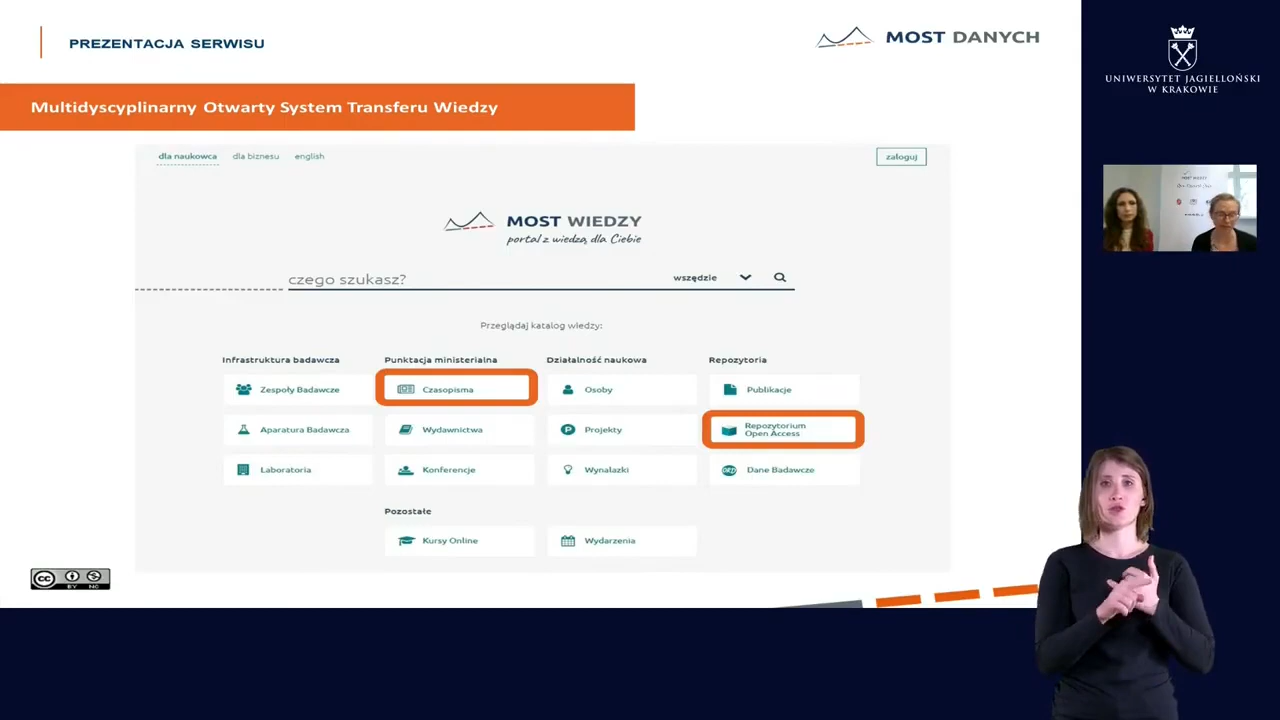 PREZENTACJA SERWISU
MOST DANYCH
UNIWERSYTET JAGIELLOŃSKI
W KRAKOWIE
Multidyscyplinarny Otwarty System Transferu Wiedzy
dla naukowca dla biznesu english zaloguj
MOST WIEDZY
portal z wiedzą dla Ciebie
czego szukasz? wszędzie
Przeglądaj katalog wiedzy:
Infrastruktura badawcza Punktacja ministerialna Działalność naukowa Repozytoria
Zespoły Badawcze Czasopisma Osoby Publikacje
Aparatura Badawcza Wydawnictwa Projekty Repozytorium
Open Access
Laboratoria Konferencje Wynalazki Dane Badawcze
Pozostałe
Kursy Online Wydarzenia
CC BY NC